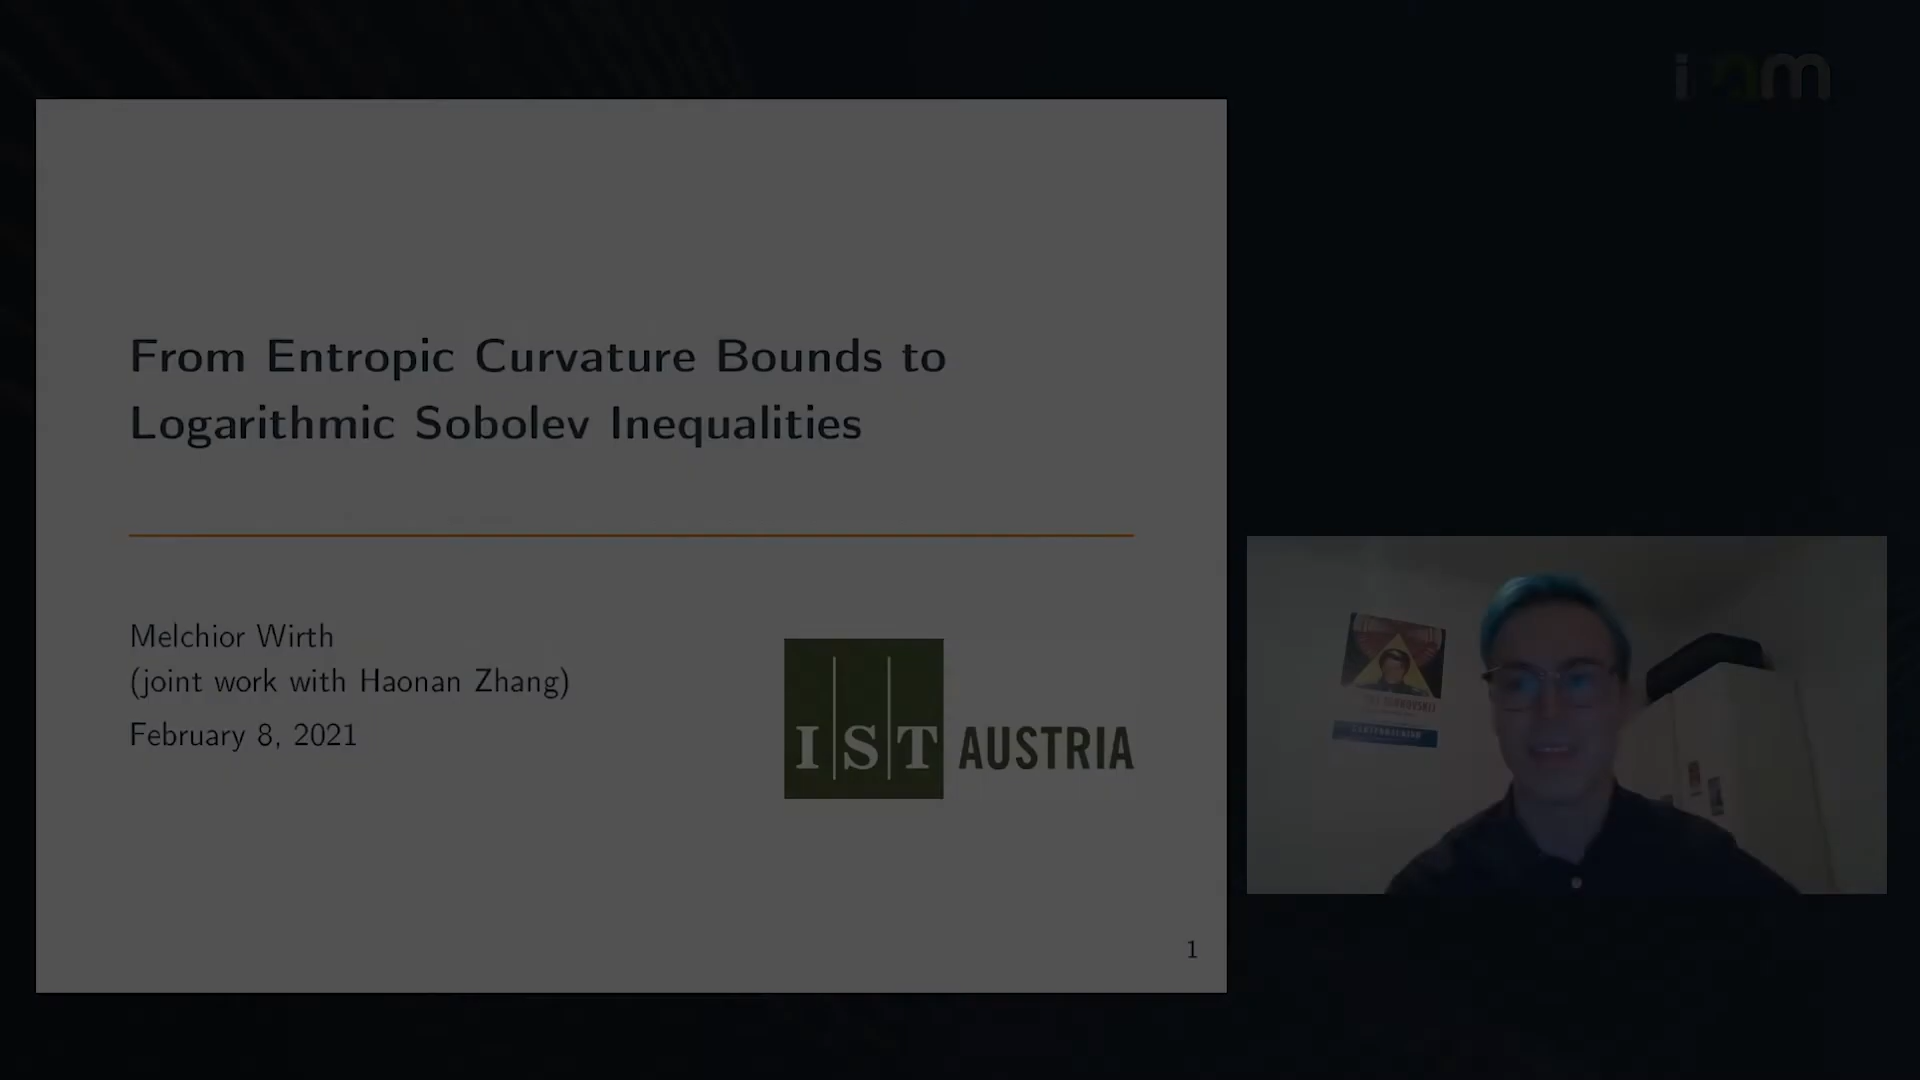 From Entropic Curvature Bounds to
Logarithmic Sobolev Inequalities
Melchior Wirth
(joint work with Haonan Zhang)
February 8, 2021
IST AUSTRIA
1